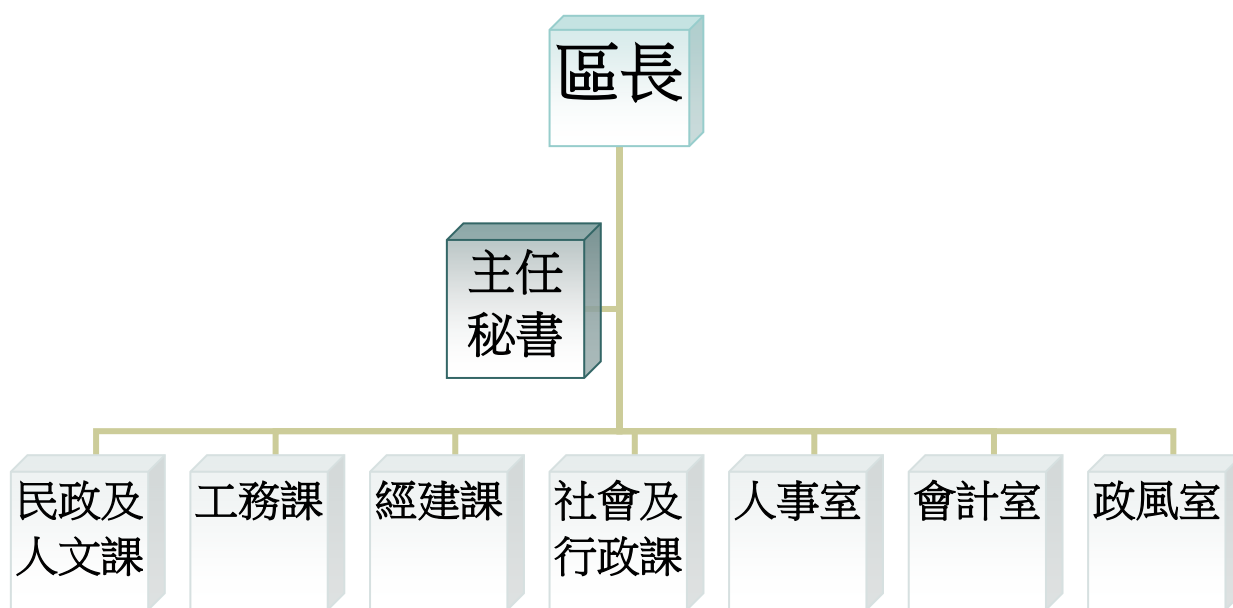 區長
主任
秘書
民政及
人文課
工務課
經建課
社會及
行政課
人事室
會計室
政風室